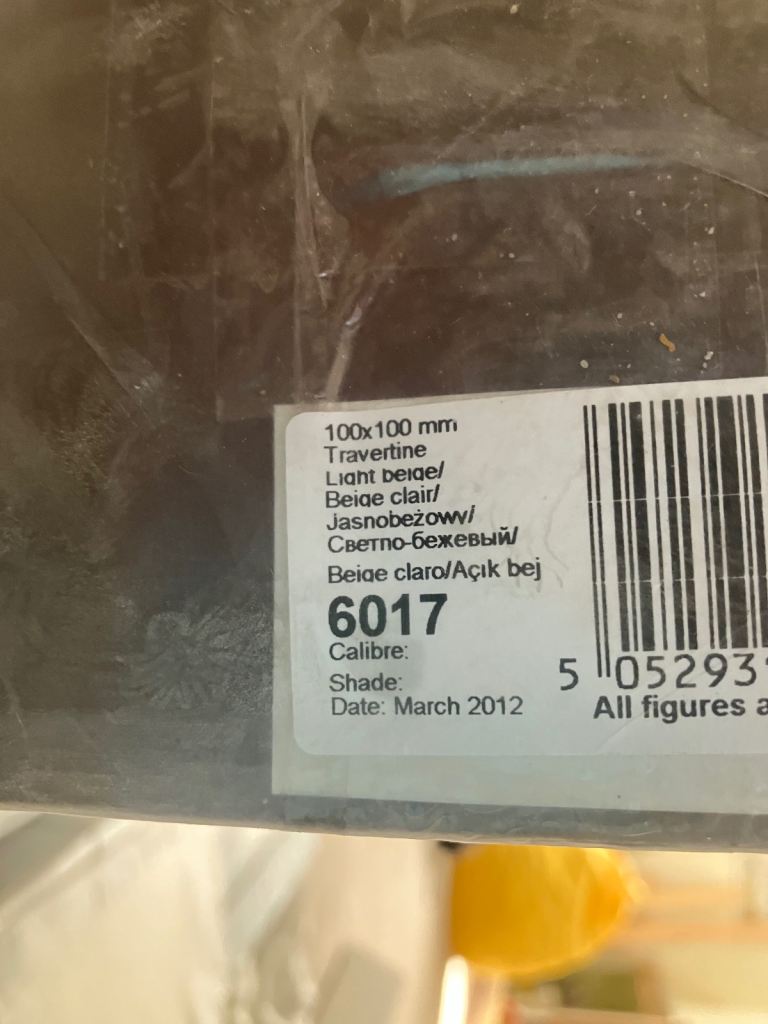 100x100 mm
Travertine
Light beige/
Beige clair/
Jasnobeżowy/
Светло-бежевый/
Beige claro/Açık bej
6017
Calibre:
Shade:
Date: March 2012
5 052931
All figures a